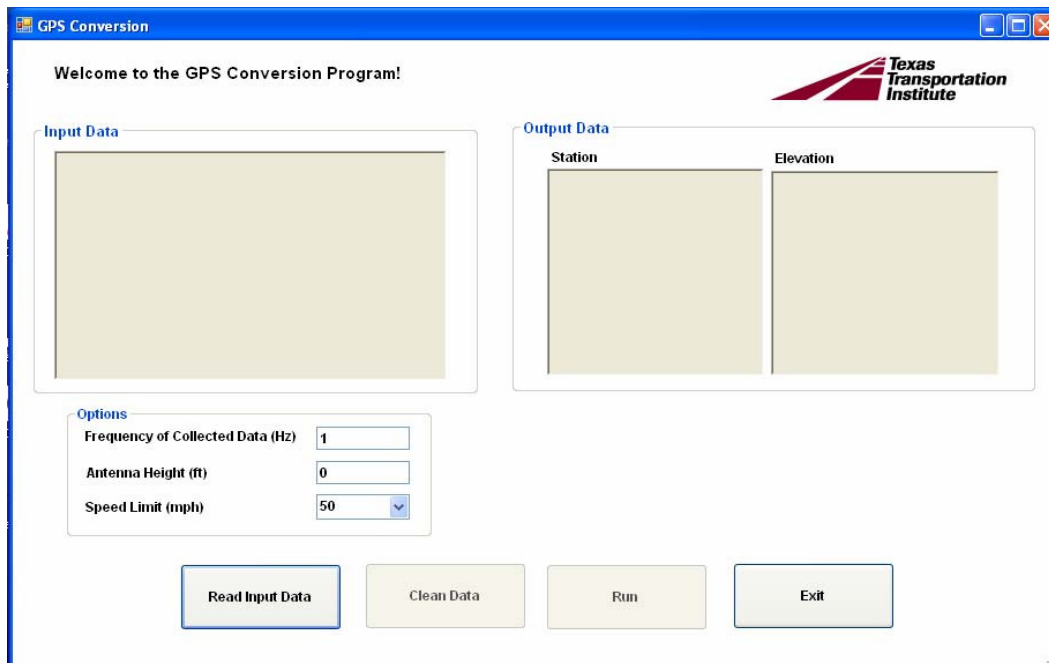 GPS Conversion
Welcome to the GPS Conversion Program!
Texas
Transportation
Institute
Input Data
Output Data
Station
Elevation
Options
Frequency of Collected Data (Hz)
1
Antenna Height (ft)
0
Speed Limit (mph)
50
Read Input Data
Clean Data
Run
Exit